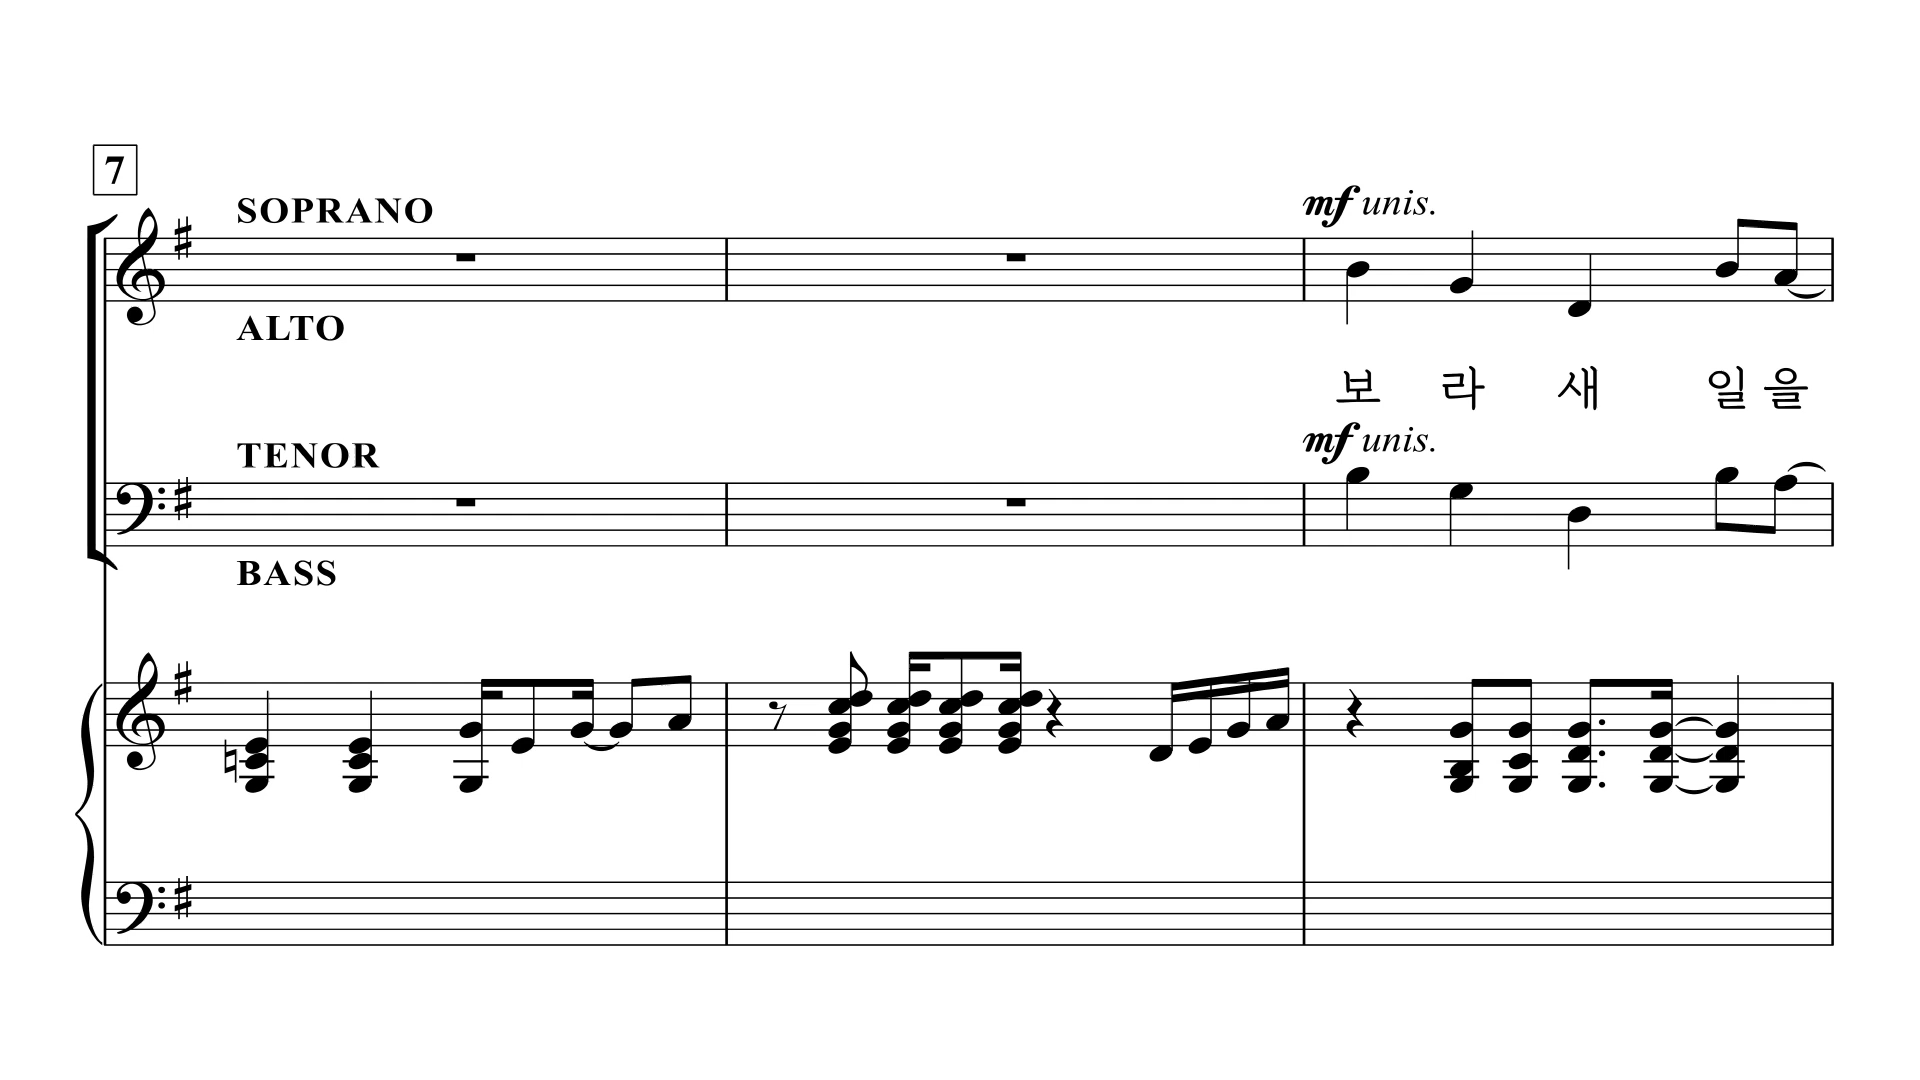 7
SOPRANO
mf unis.
ALTO
보 라 새 일 을
mf unis.
TENOR
BASS